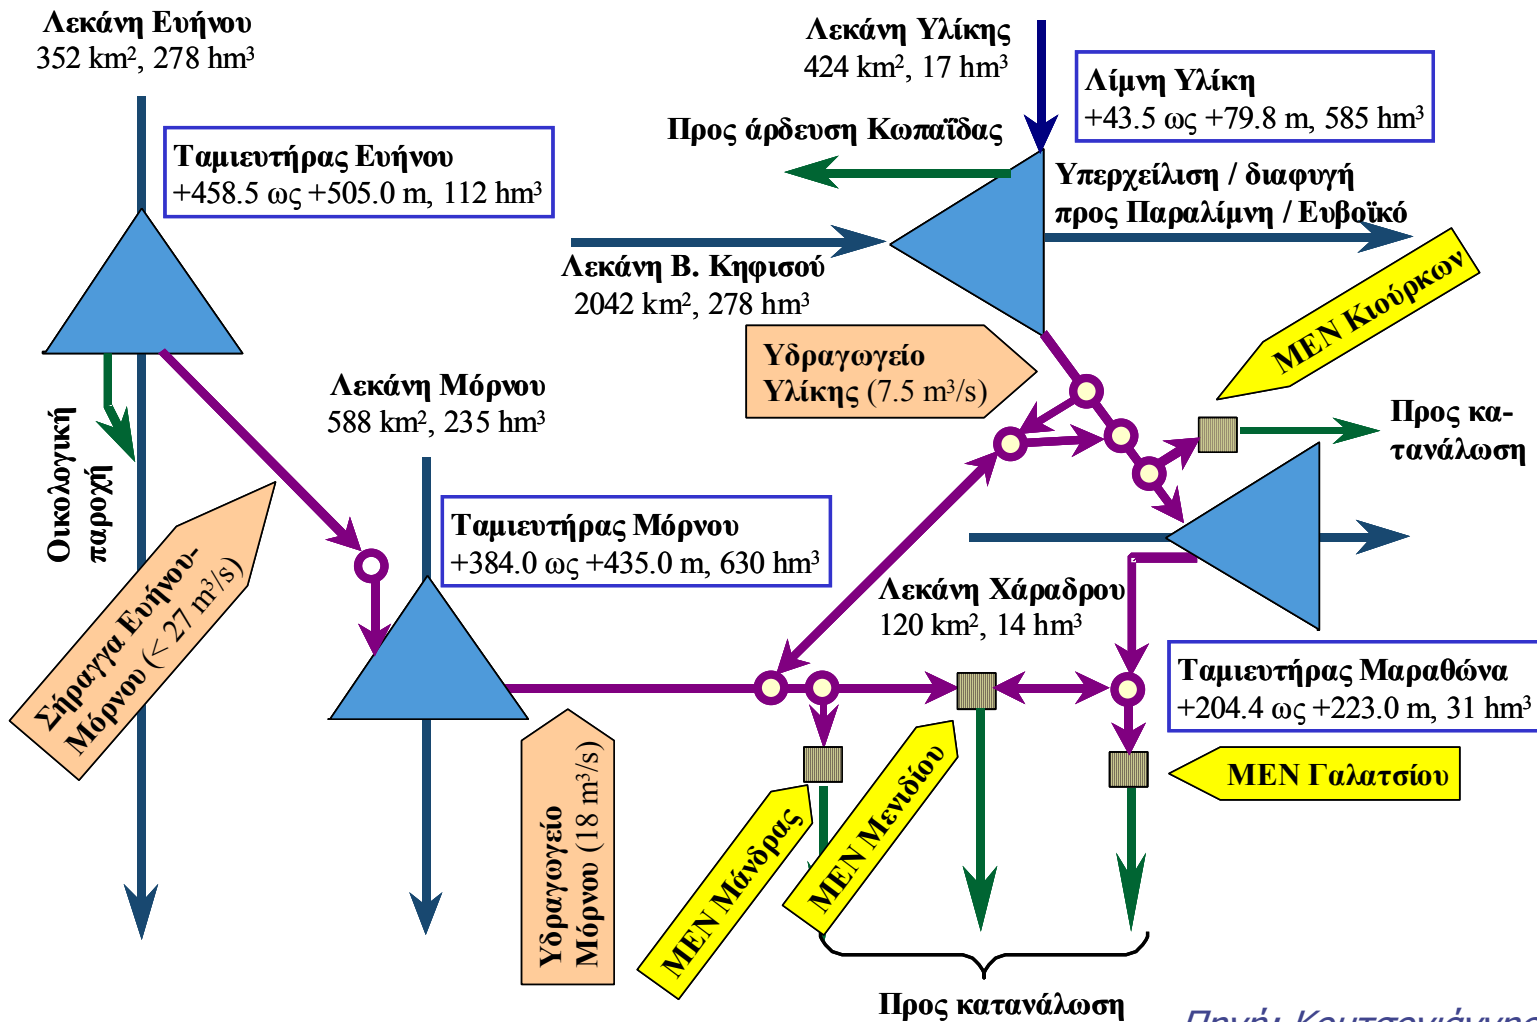 Λεκάνη Ευήνου
352 km², 278 hm³
Ταμιευτήρας Ευήνου
+458.5 ως +505.0 m, 112 hm³
Οικολογική
παροχή
Σήραγγα Ευήνου-
Μόρνου (< 27 m³/s)
Λεκάνη Μόρνου
588 km², 235 hm³
Ταμιευτήρας Μόρνου
+384.0 ως +435.0 m, 630 hm³
Υδραγωγείο
Μόρνου (18 m³/s)
Λεκάνη Υλίκης
424 km², 17 hm³
Λίμνη Υλίκη
+43.5 ως +79.8 m, 585 hm³
Προς άρδευση Κωπαΐδας
Υπερχείλιση / διαφυγή
προς Παραλίμνη / Ευβοϊκό
Λεκάνη Β. Κηφισού
2042 km², 278 hm³
Υδραγωγείο
Υλίκης (7.5 m³/s)
ΜΕΝ Κιούρκων
Προς κα-
τανάλωση
Λεκάνη Χάραδρου
120 km², 14 hm³
Ταμιευτήρας Μαραθώνα
+204.4 ως +223.0 m, 31 hm³
ΜΕΝ Μάνδρας
ΜΕΝ Μενιδίου
ΜΕΝ Γαλατσίου
Προς κατανάλωση